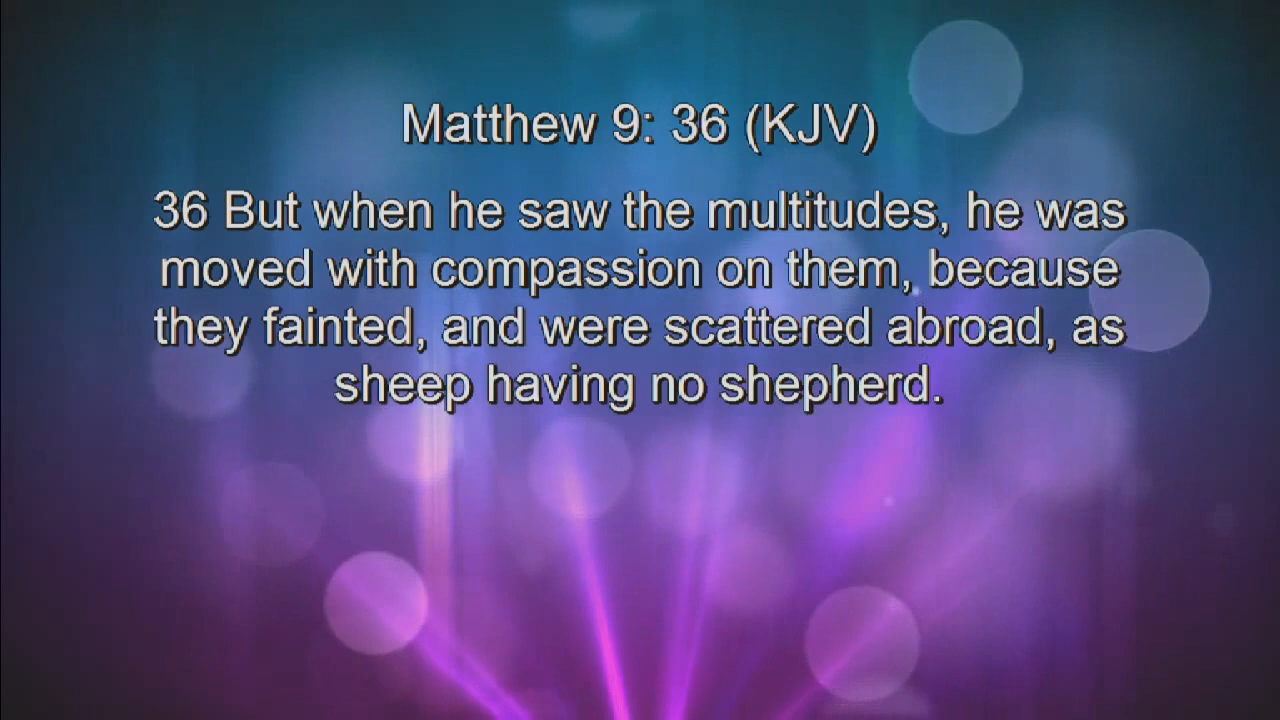 Matthew 9: 36 (KJV)
36 But when he saw the multitudes, he was
moved with compassion on them, because
they fainted, and were scattered abroad, as
sheep having no shepherd.